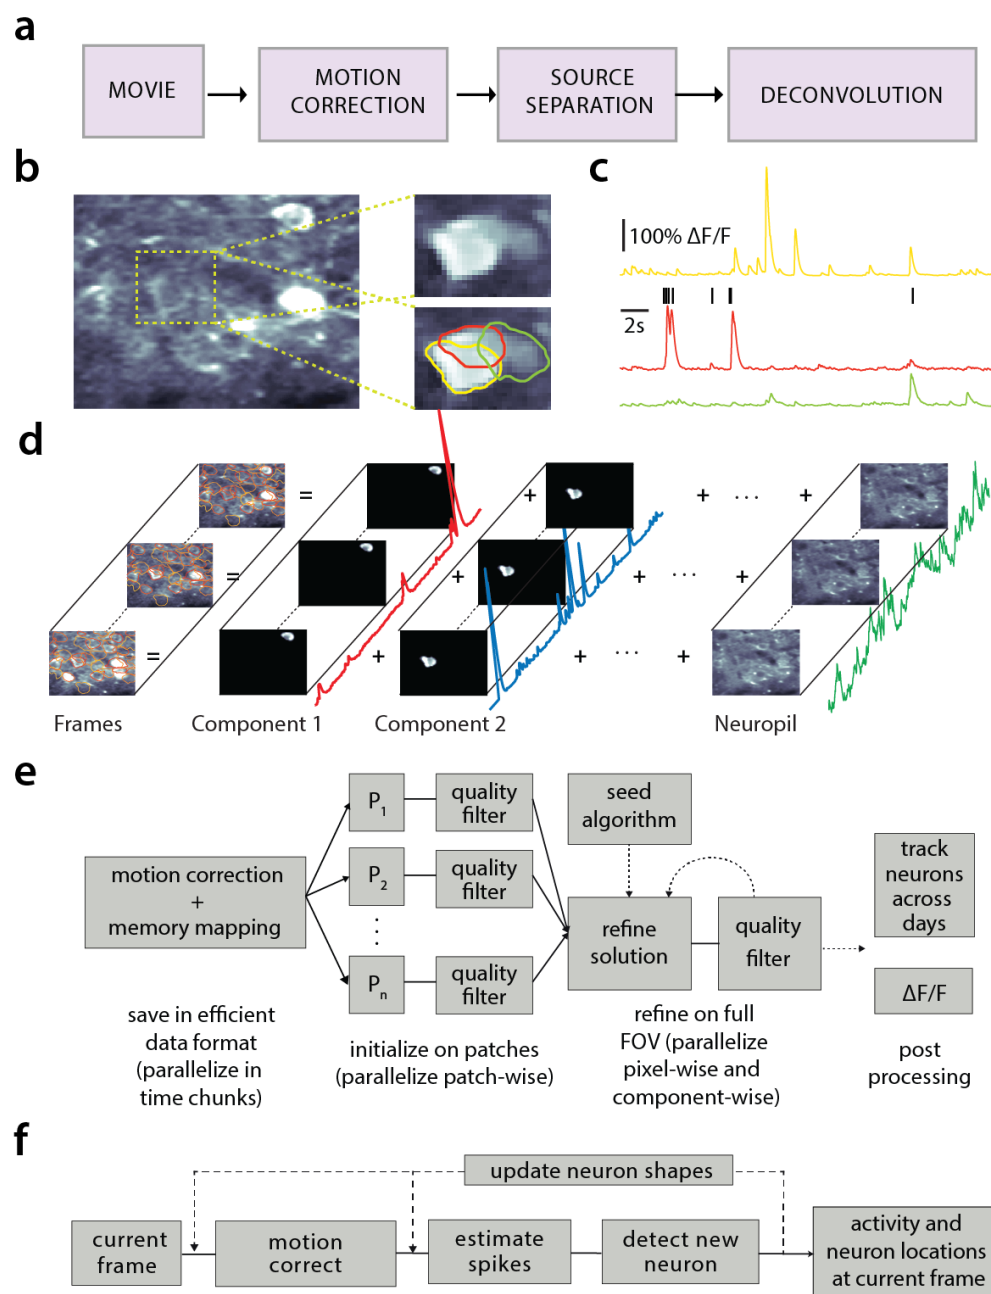 a
MOVIE
MOTION
CORRECTION
SOURCE
SEPARATION
DECONVOLUTION
b
c
100% ΔF/F
2s
d
=
+
+
...
+
=
+
+
...
+
=
+
+
...
+
Frames
Component 1
Component 2
Neuropil
e
motion correction
+
memory mapping
P1
quality
filter
P2
quality
filter
Pn
quality
filter
seed
algorithm
refine
solution
quality
filter
track
neurons
across
days
ΔF/F
save in efficient
data format
(parallelize in
time chunks)
initialize on patches
(parallelize patch-wise)
refine on full
FOV (parallelize
pixel-wise and
component-wise)
post
processing
f
update neuron shapes
current
frame
motion
correct
estimate
spikes
detect new
neuron
activity and
neuron locations
at current frame